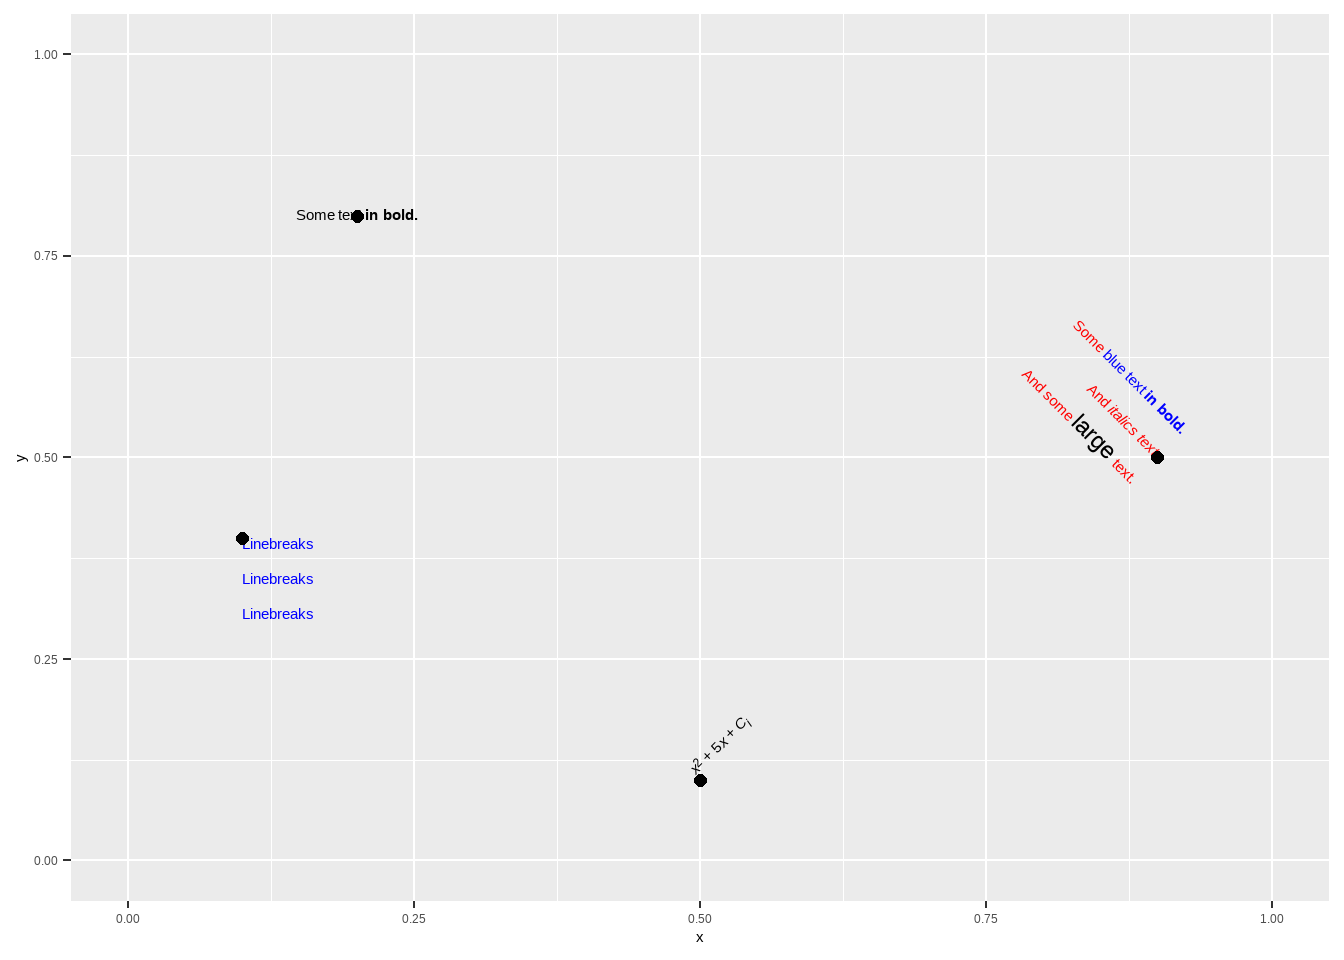 y
1.00
0.75
0.50
0.25
0.00
Some text in bold.
Some blue text in bold.
And italics text.
And some large text.
Linebreaks
Linebreaks
Linebreaks
x² + 5x + Cᵢ
0.00 0.25 0.50 0.75 1.00
x